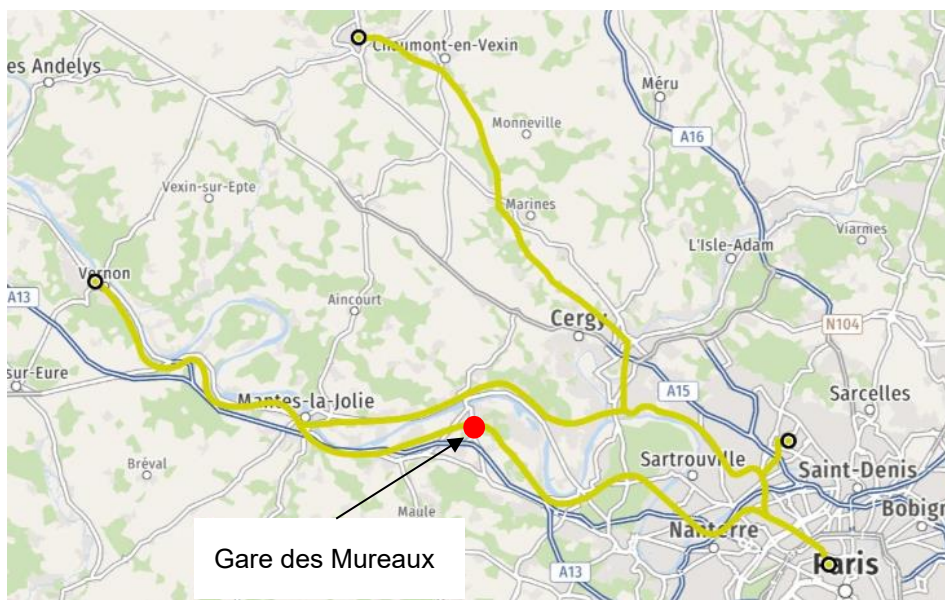 Chaumont-en-Vexin
es Andelys
Méru
Monneville
A16
Vexin-sur-Epte
Marines
Viarmes
L'Isle-Adam
Vernon
A13
Aincourt
Cergy
N104
sur-Eure
A15
Sarcelles
Mantes-la-Jolie
Bréval
Sartrouville
Saint-Denis
Maule
Bobign
Nanterre
Gare des Mureaux
A13
Paris